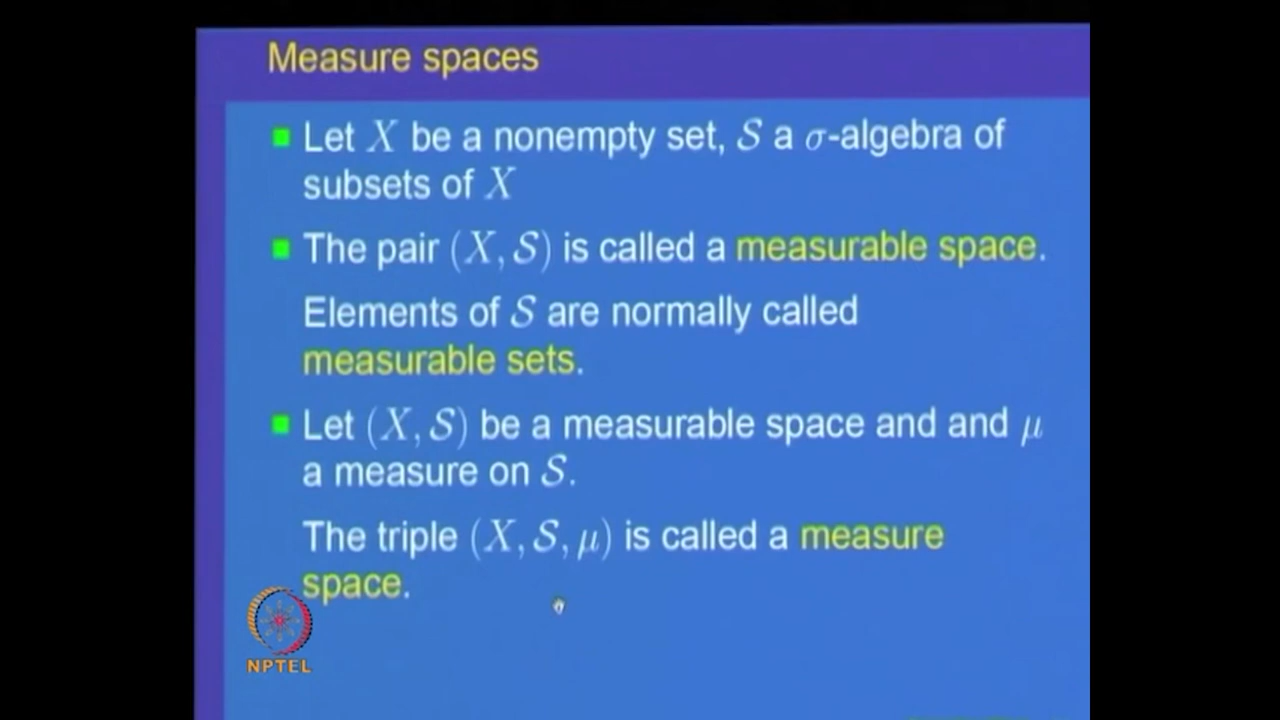 Measure spaces
Let X be a nonempty set, 𝒮 a σ-algebra of
subsets of X
The pair (X, 𝒮) is called a measurable space.
Elements of 𝒮 are normally called
measurable sets.
Let (X, 𝒮) be a measurable space and and μ
a measure on 𝒮.
The triple (X, 𝒮, μ) is called a measure
space.
NPTEL